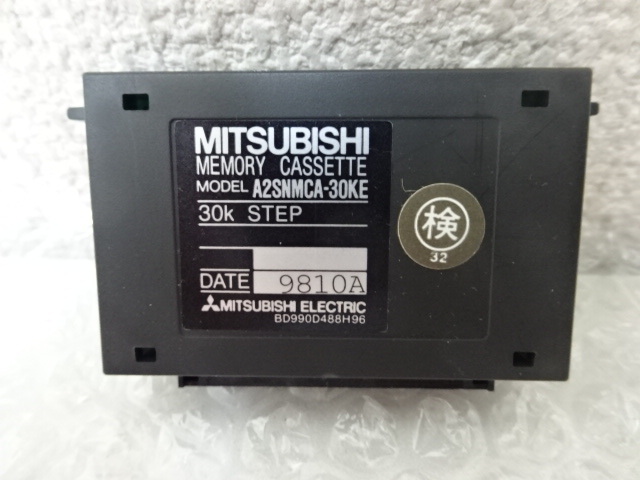 MITSUBISHI
MEMORY CASSETTE
MODEL A2SNMCA-30KE
30k STEP
DATE 9810A
MITSUBISHI ELECTRIC
BD990D488H96
検
32